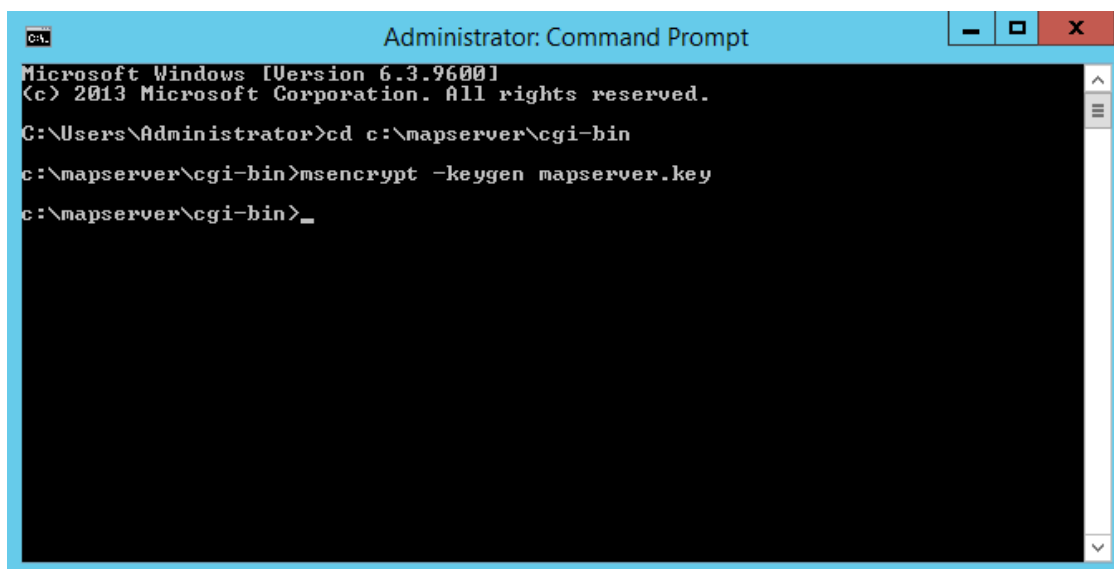 Administrator: Command Prompt
Microsoft Windows [Version 6.3.9600]
(c) 2013 Microsoft Corporation. All rights reserved.
C:\Users\Administrator>cd c:\mapserver\cgi-bin
c:\mapserver\cgi-bin>msencrypt -keygen mapserver.key
c:\mapserver\cgi-bin>_